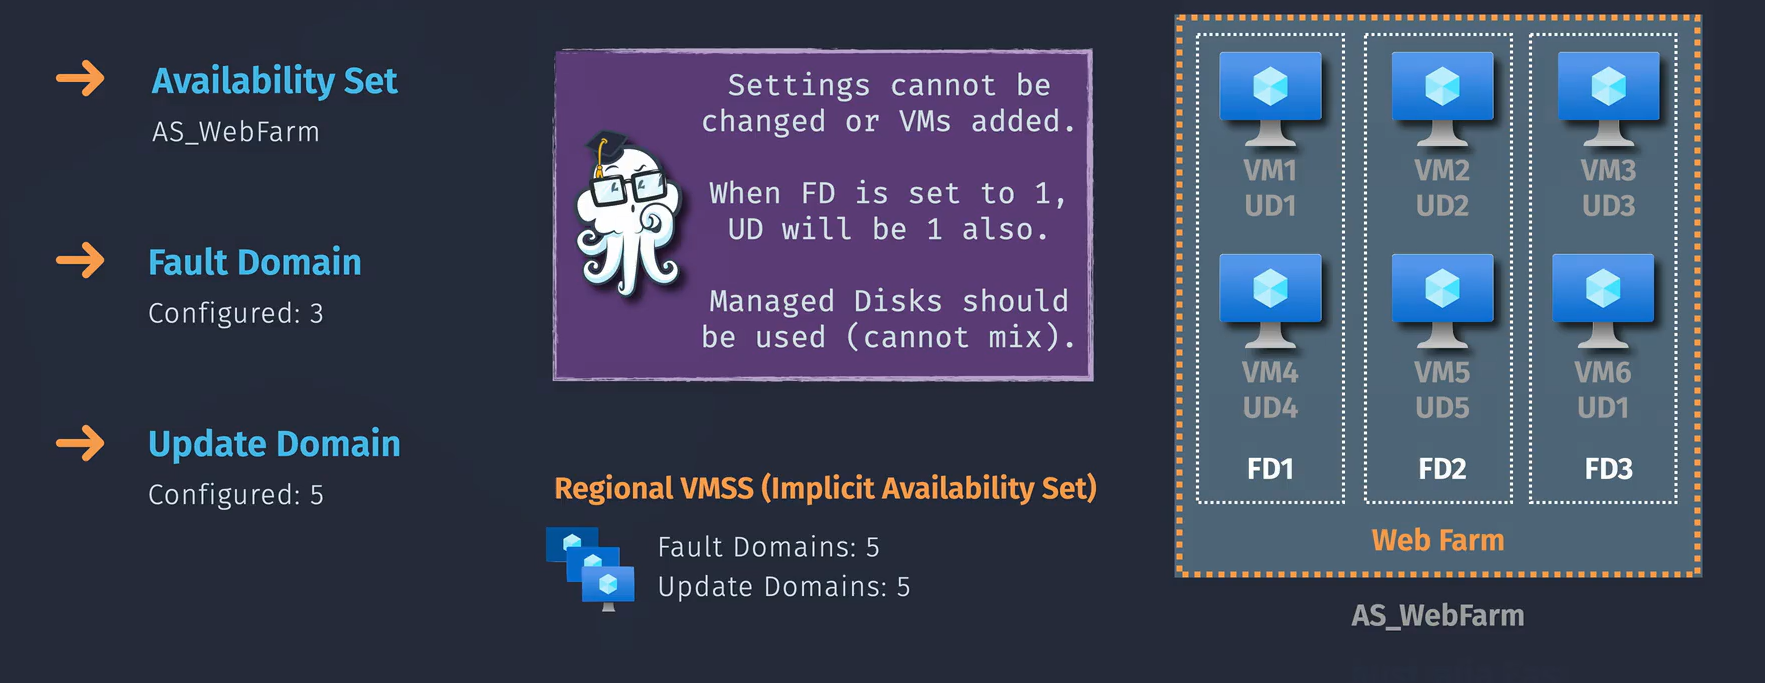 Availability Set
AS_WebFarm
Fault Domain
Configured: 3
Update Domain
Configured: 5
Settings cannot be
changed or VMs added.
When FD is set to 1,
UD will be 1 also.
Managed Disks should
be used (cannot mix).
Regional VMSS (Implicit Availability Set)
Fault Domains: 5
Update Domains: 5
VM1
UD1
VM2
UD2
VM3
UD3
VM4
UD4
VM5
UD5
VM6
UD1
FD1
FD2
FD3
Web Farm
AS_WebFarm